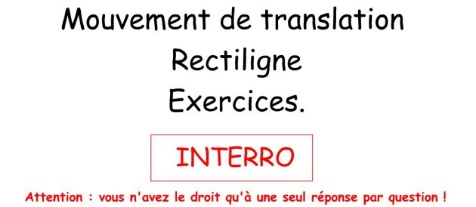 Mouvement de translation
Rectiligne
Exercices.
INTERRO
Attention : vous n'avez le droit qu'à une seul réponse par question !